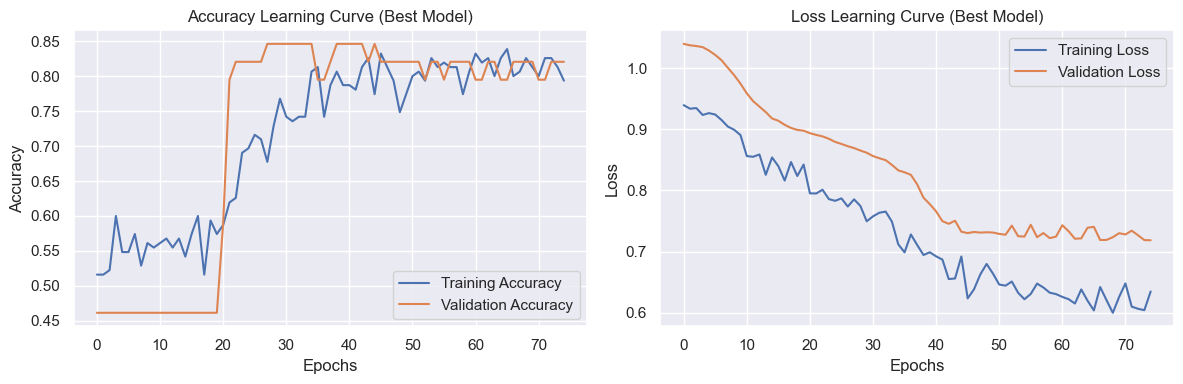 Accuracy Learning Curve (Best Model)
0.85
0.80
0.75
0.70
0.65
0.60
0.55
0.50
0.45
Accuracy
0 10 20 30 40 50 60 70
Epochs
Training Accuracy
Validation Accuracy
Loss Learning Curve (Best Model)
1.0
0.9
0.8
0.7
0.6
Loss
0 10 20 30 40 50 60 70
Epochs
Training Loss
Validation Loss